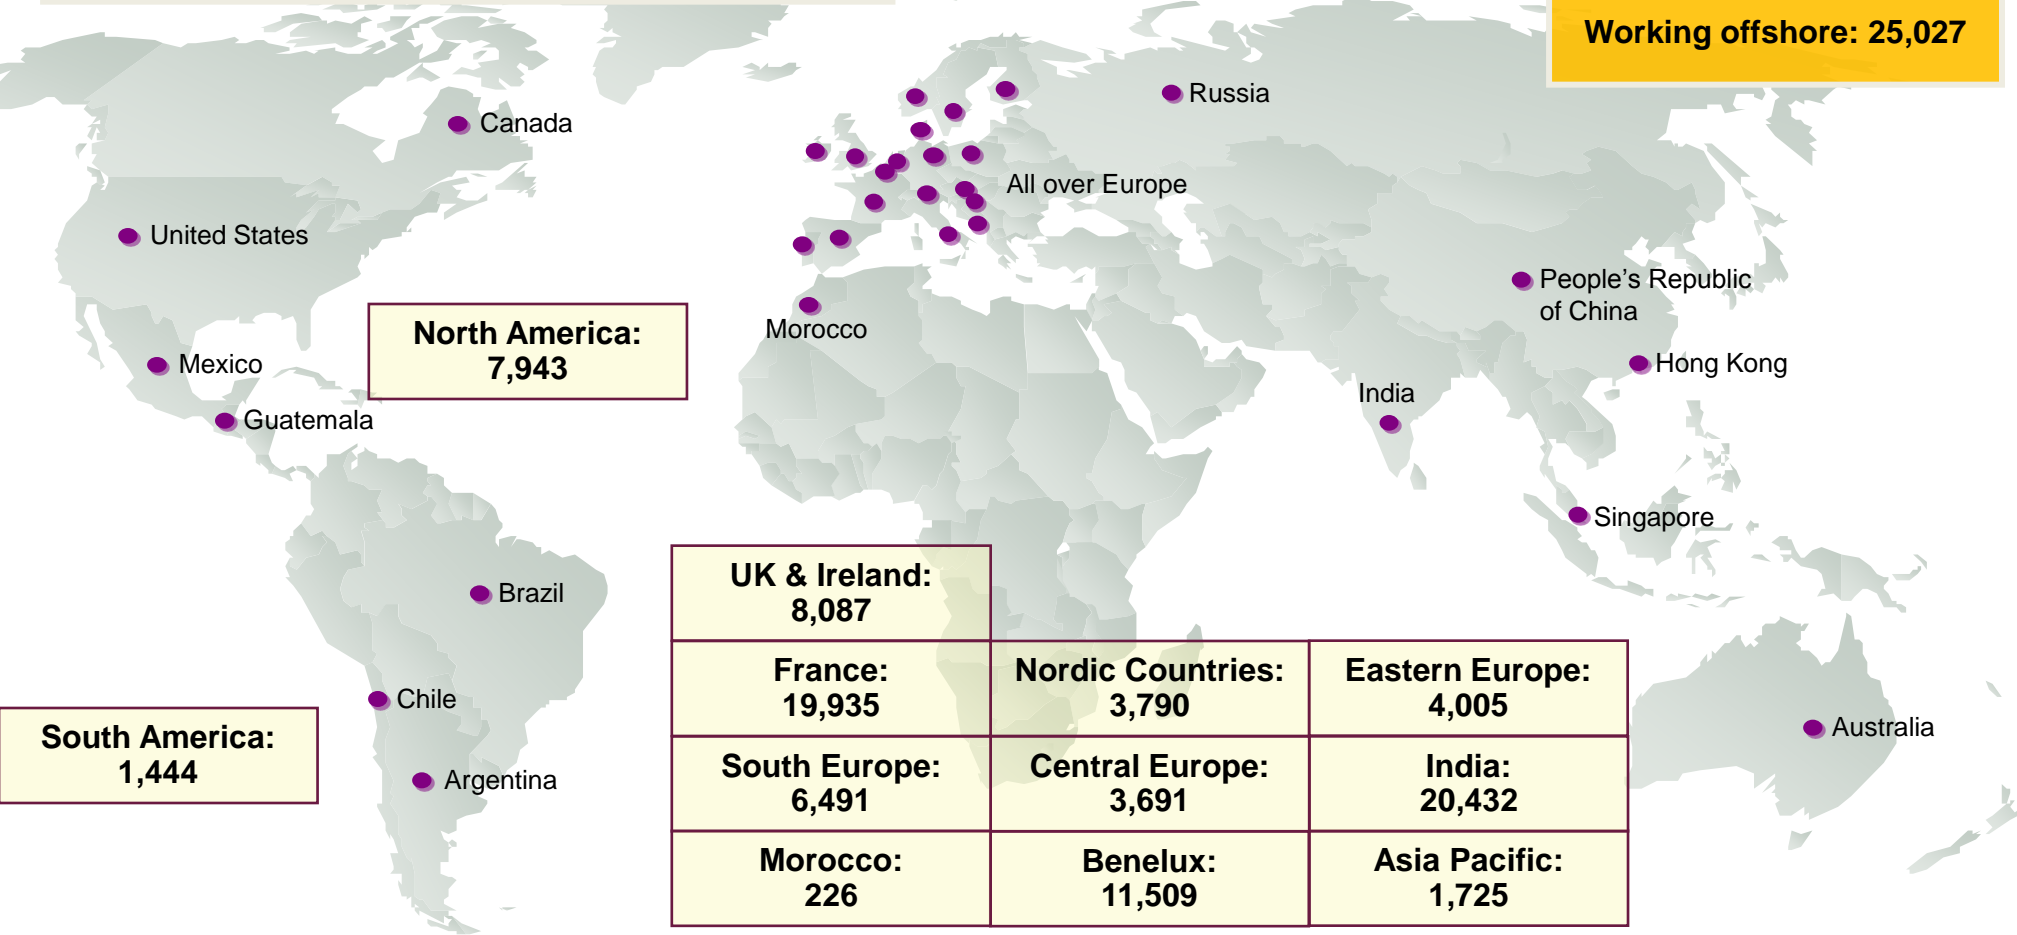 Working offshore: 25,027
Russia
Canada
All over Europe
United States
People’s Republic
of China
North America:
7,943
Morocco
Mexico
Hong Kong
India
Guatemala
Singapore
UK & Ireland:
8,087
Brazil
France:
19,935
Nordic Countries:
3,790
Eastern Europe:
4,005
Chile
Australia
South America:
1,444
Argentina
South Europe:
6,491
Central Europe:
3,691
India:
20,432
Morocco:
226
Benelux:
11,509
Asia Pacific:
1,725